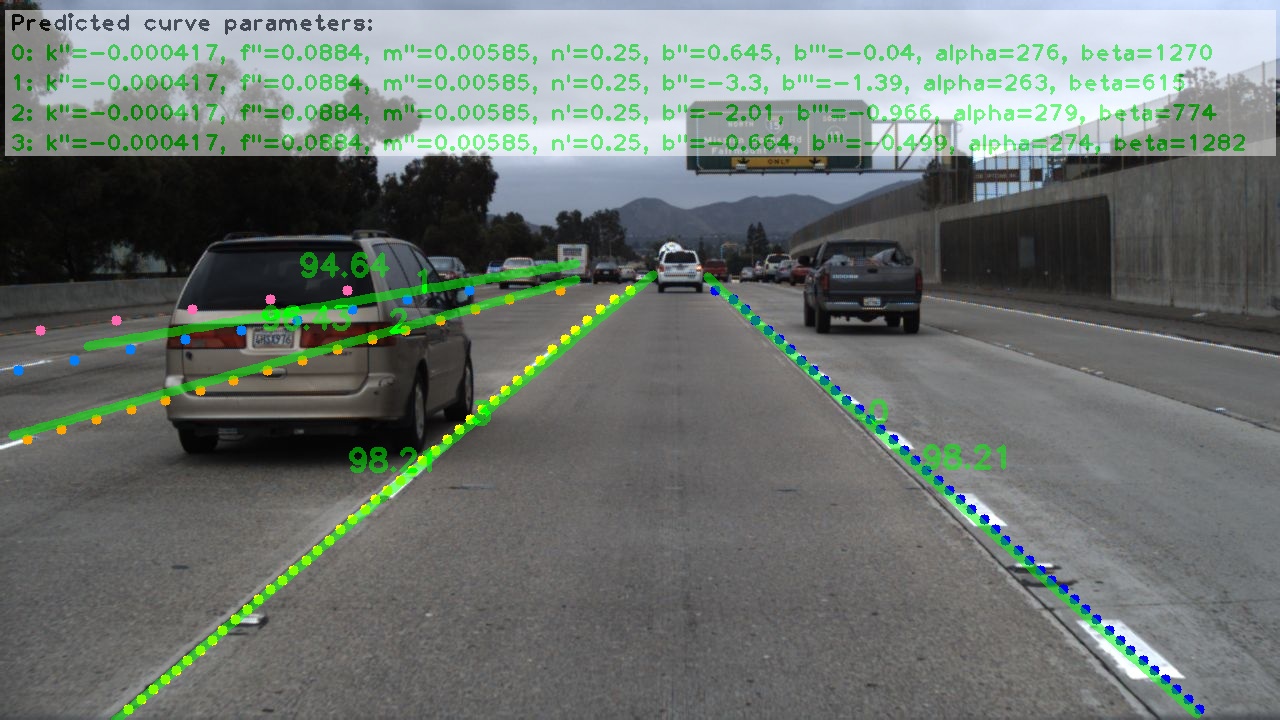 Predicted curve parameters:
0: k''=-0.000417, f''=0.0884, m''=0.00585, n'=0.25, b''=0.645, b'''=-0.04, alpha=276, beta=1270
1: k''=-0.000417, f''=0.0884, m''=0.00585, n'=0.25, b''=-3.3, b'''=-1.39, alpha=263, beta=615
2: k''=-0.000417, f''=0.0884, m''=0.00585, n'=0.25, b''=-2.01, b'''=-0.966, alpha=279, beta=774
3: k''=-0.000417, f''=0.0884, m''=0.00585, n'=0.25, b''=-0.664, b'''=-0.499, alpha=274, beta=1282
ONLY
94.64
1
2
0
98.21
98.21